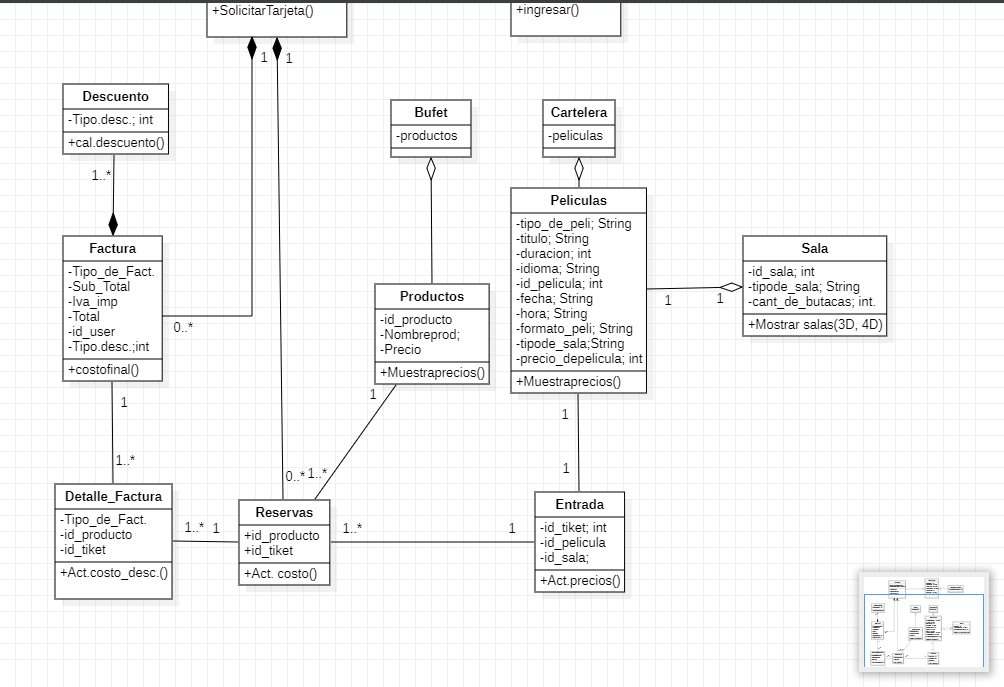 +SolicitarTarjeta()
+ingresar()
1
1
Descuento
-Tipo.desc.; int
+cal.descuento()
1..*
Bufet
-productos
Cartelera
-peliculas
Factura
-Tipo_de_Fact.
-Sub_Total
-Iva_imp
-Total
-id_user
-Tipo.desc.;int
+costofinal()
0..*
Productos
-id_producto
-Nombreprod;
-Precio
+Muestraprecios()
Peliculas
-tipo_de_peli; String
-titulo; String
-duracion; int
-idioma; String
-id_pelicula; int
-fecha; String
-hora; String
-formato_peli; String
-tipode_sala;String
-precio_depelicula; int
+Muestraprecios()
1
1
Sala
-id_sala; int
-tipode_sala; String
-cant_de_butacas; int.
+Mostrar salas(3D, 4D)
1
1..*
1
0..*
1..*
1
1
Detalle_Factura
-Tipo_de_Fact.
-id_producto
-id_tiket
+Act.costo_desc.()
1..*
1
Reservas
+id_producto
+id_tiket
+Act. costo()
1..*
1
Entrada
-id_tiket; int
-id_pelicula
-id_sala;
+Act.precios()